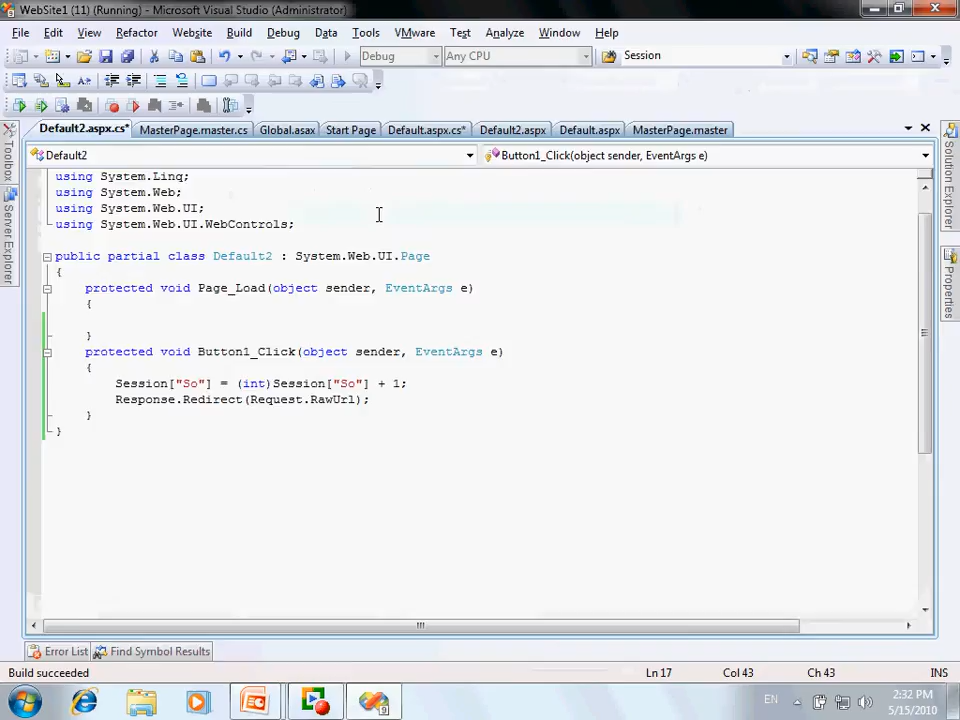 WebSite1 (11) (Running) - Microsoft Visual Studio (Administrator)
File Edit View Refactor Website Build Debug Data Tools VMware Test Analyze Window Help
Debug Any CPU Session
Default2.aspx.cs* MasterPage.master.cs Global.asax Start Page Default.aspx.cs* Default2.aspx Default.aspx MasterPage.master
Default2 Button1_Click(object sender, EventArgs e)
using System.Linq;
using System.Web;
using System.Web.UI;
using System.Web.UI.WebControls;
public partial class Default2 : System.Web.UI.Page
{
protected void Page_Load(object sender, EventArgs e)
{
}
protected void Button1_Click(object sender, EventArgs e)
{
Session["So"] = (int)Session["So"] + 1;
Response.Redirect(Request.RawUrl);
}
}
Toolbox
Server Explorer
Solution Explorer
Properties
Error List Find Symbol Results
Build succeeded Ln 17 Col 43 Ch 43 INS
EN 2:32 PM
5/15/2010